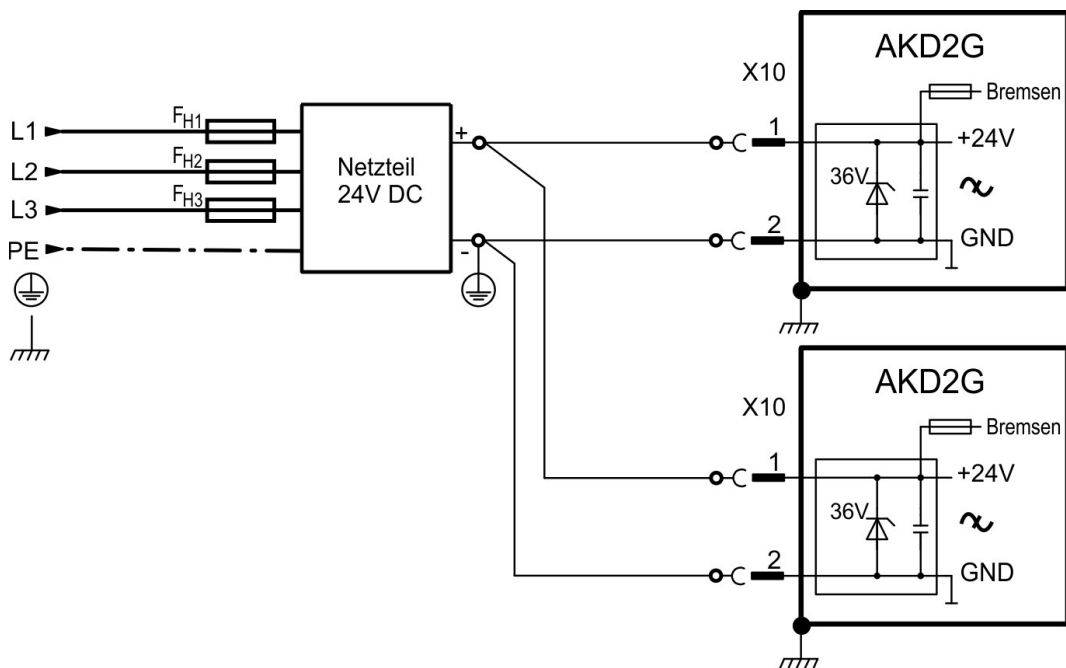 L1
L2
L3
PE
FH1
FH2
FH3
Netzteil
24V DC
+
-
AKD2G
X10
Bremsen
1
+24V
36V
2
GND
AKD2G
X10
Bremsen
1
+24V
36V
2
GND